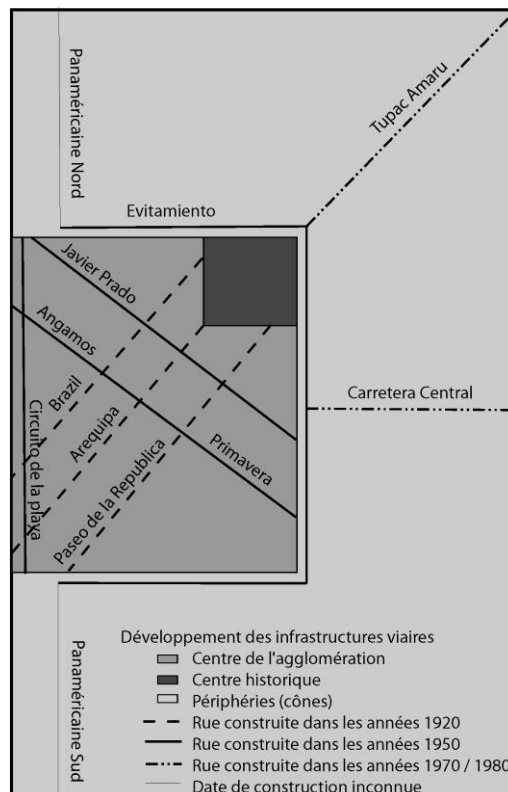 Panaméricaine Nord
Tupac Amaru
Evitamiento
Javier Prado
Angamos
Brazil
Arequipa
Carretera Central
Circuito de la playa
Primavera
Paseo de la Republica
Panaméricaine Sud
Développement des infrastructures viaires
Centre de l'agglomération
Centre historique
Périphéries (cônes)
Rue construite dans les années 1920
Rue construite dans les années 1950
Rue construite dans les années 1970 / 1980
Date de construction inconnue